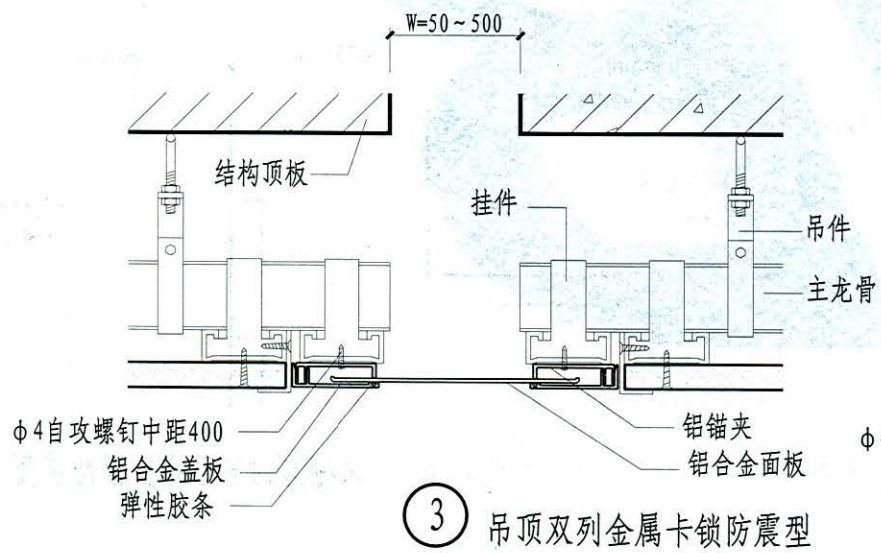 W=50~500
结构顶板
挂件
吊件
主龙骨
φ4自攻螺钉中距400
铝合金盖板
弹性胶条
铝锚夹
铝合金面板
φ
3 吊顶双列金属卡锁防震型